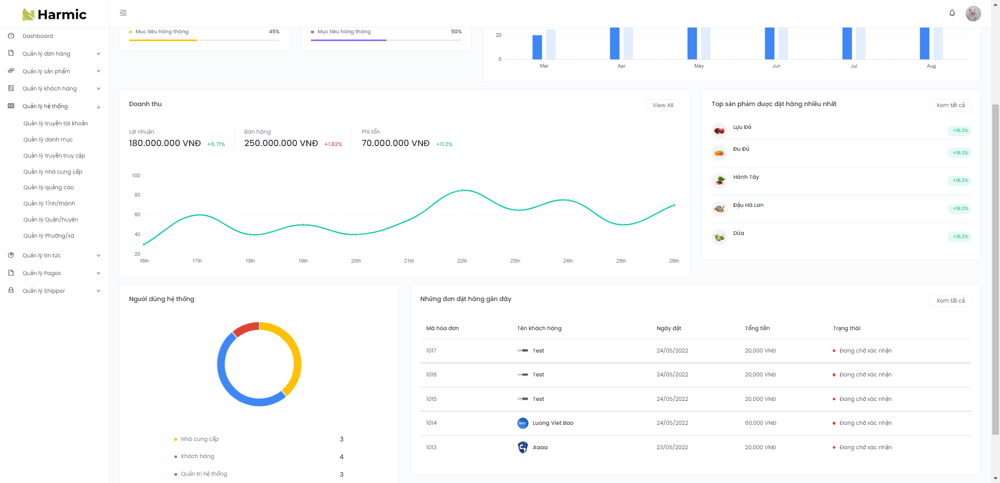 Harmic
Dashboard
Quản lý đơn hàng
Quản lý sản phẩm
Quản lý khách hàng
Quản lý hệ thống
Quản lý truyền tài khoản
Quản lý danh mục
Quản lý truyền truy cập
Quản lý nhà cung cấp
Quản lý quảng cáo
Quản lý Tỉnh/thành
Quản lý Quận/huyện
Quản lý Phường/xã
Quản lý tin tức
Quản lý Pages
Quản lý Shipper
Mục tiêu hàng tháng 45%
Mục tiêu hàng tháng 50%
20
0
Mar Apr May Jun Jul Aug
Doanh thu View All
Lợi nhuận Bán hàng Phí tổn
180.000.000 VNĐ +6.71% 250.000.000 VNĐ +1.82% 70.000.000 VNĐ +11.2%
100
80
60
40
20
16th 17th 18th 19th 20th 21th 22th 23th 24th 25th 26th
Top sản phẩm được đặt hàng nhiều nhất Xem tất cả
Lựu Đỏ +18.3%
Đu Đủ +18.3%
Hành Tây +18.3%
Đậu Hà Lan +18.3%
Dừa +18.3%
Người dùng hệ thống
Nhà cung cấp 3
Khách hàng 4
Quản trị hệ thống 3
Những đơn đặt hàng gần đây Xem tất cả
Mã hóa đơn Tên khách hàng Ngày đặt Tổng tiền Trạng thái
1017 Test 24/05/2022 20,000 VNĐ Đang chờ xác nhận
1016 Test 24/05/2022 20,000 VNĐ Đang chờ xác nhận
1015 Test 24/05/2022 20,000 VNĐ Đang chờ xác nhận
1014 MVC Luong Viet Bao 24/05/2022 60,000 VNĐ Đang chờ xác nhận
1013 Aaaa 23/05/2022 20,000 VNĐ Đang chờ xác nhận